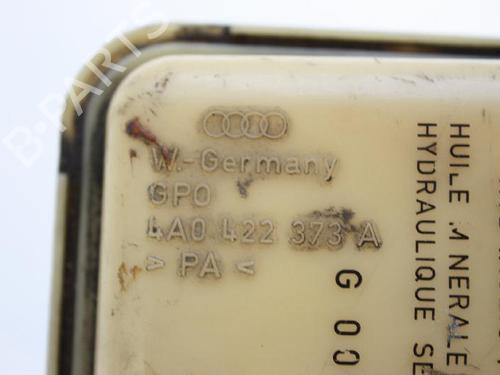 W.-Germany
GPO
4A0 422 373 A
> PA <
HUILE MINERALE
HYDRAULIQUE SE
G 00
B-PARTS